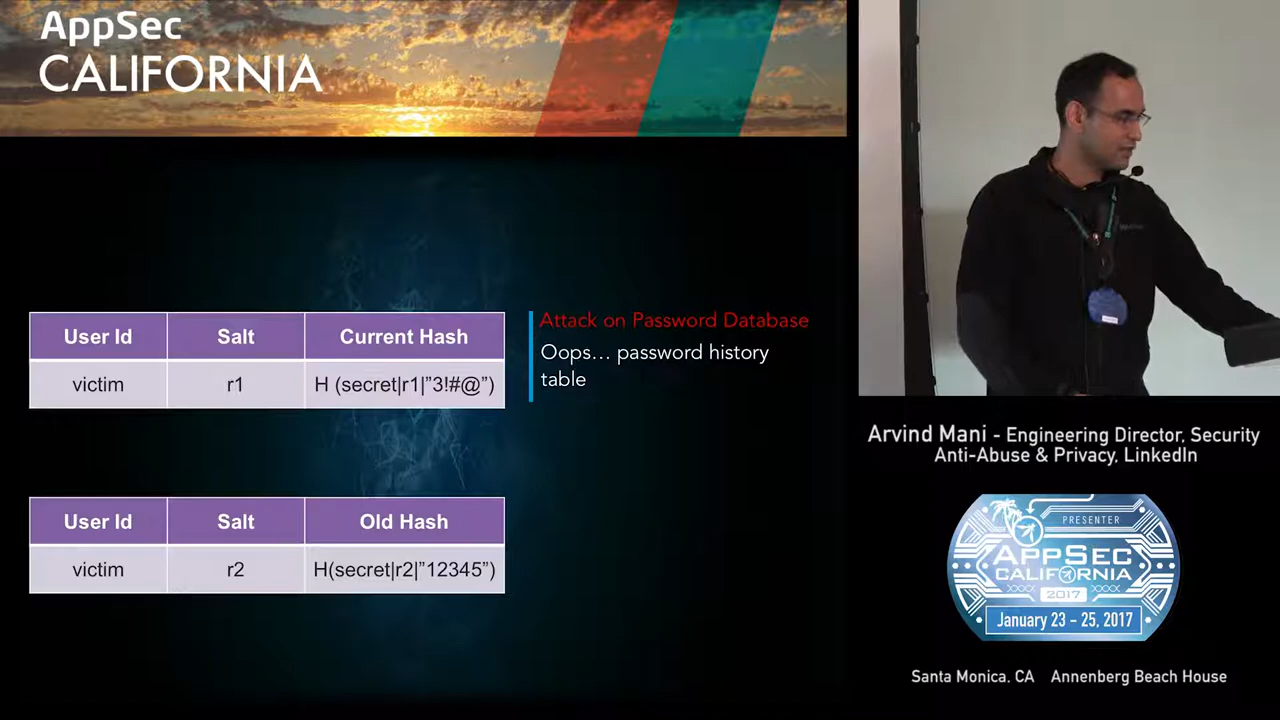 AppSec
CALIFORNIA
User Id Salt Current Hash
victim r1 H (secret|r1|”3!#@”)
Attack on Password Database
Oops... password history
table
User Id Salt Old Hash
victim r2 H(secret|r2|”12345”)
Arvind Mani - Engineering Director, Security
Anti-Abuse & Privacy, LinkedIn
PRESENTER
APPSEC
CALIFORNIA
2017
January 23 - 25, 2017
Santa Monica, CA Annenberg Beach House